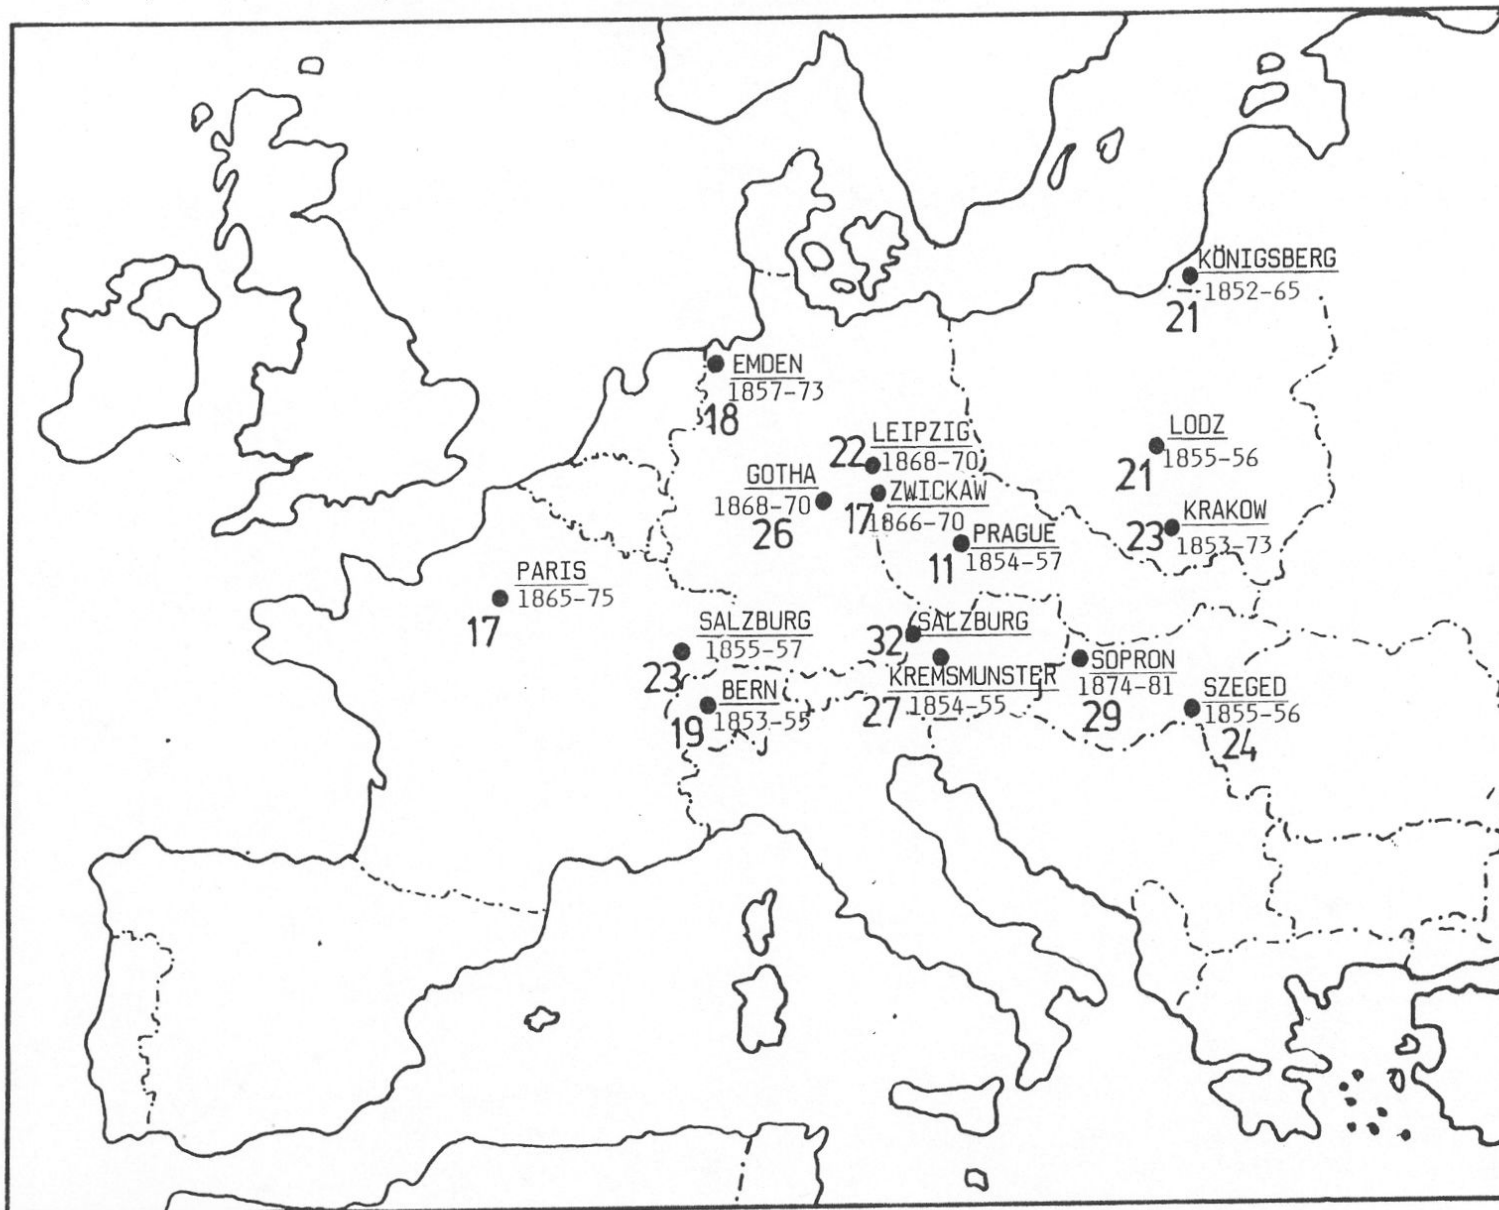 KÖNIGSBERG
1852-65
21
EMDEN
1857-73
18
LEIPZIG
22
1868-70
LODZ
1855-56
21
GOTHA
1868-70
26
ZWICKAW
17
1866-70
KRAKOW
23
1853-73
PRAGUE
11
1854-57
PARIS
1865-75
17
SALZBURG
1855-57
23
SALZBURG
32
KREMSMUNSTER
27
1854-55
SOPRON
1874-81
29
BERN
1853-55
19
SZEGED
1855-56
24